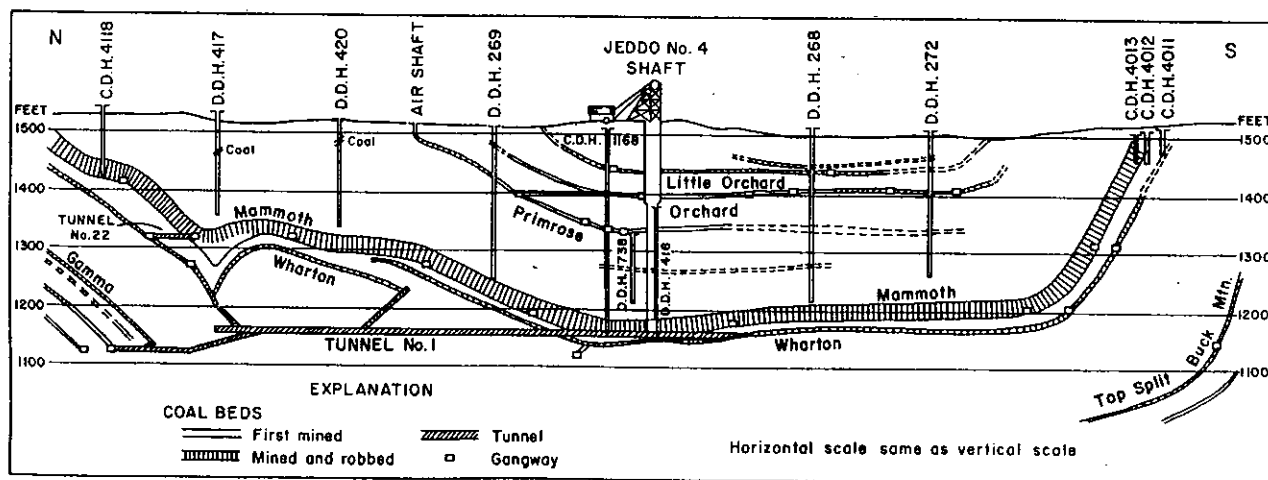 N
C.D.H. 4118
D.D.H. 417
D.D.H. 420
AIR SHAFT
D.D.H. 269
JEDDO No. 4
SHAFT
D.D.H. 268
D.D.H. 272
C.D.H. 4013
C.D.H. 4012
C.D.H. 4011
S
FEET
1500
1400
1300
1200
1100
FEET
1500
1400
1300
1200
1100
Coal
Coal
C.D.H. 1168
Little Orchard
Orchard
Primrose
Mammoth
TUNNEL
No. 22
Gamma
Wharton
D.D.H. 738
D.D.H. 416
Mammoth
Wharton
TUNNEL No. 1
Top Split Buck Mtn.
EXPLANATION
COAL BEDS
First mined
Tunnel
Mined and robbed
Gangway
Horizontal scale same as vertical scale